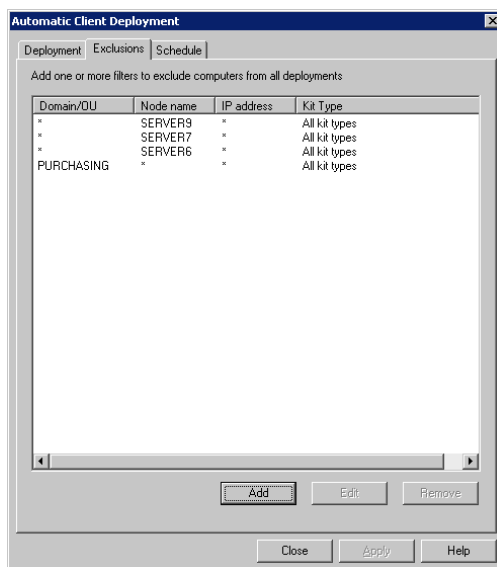 Automatic Client Deployment
Deployment Exclusions Schedule
Add one or more filters to exclude computers from all deployments
Domain/OU Node name IP address Kit Type
* SERVER9 * All kit types
* SERVER7 * All kit types
* SERVER6 * All kit types
PURCHASING * * All kit types
Add Edit Remove
Close Apply Help